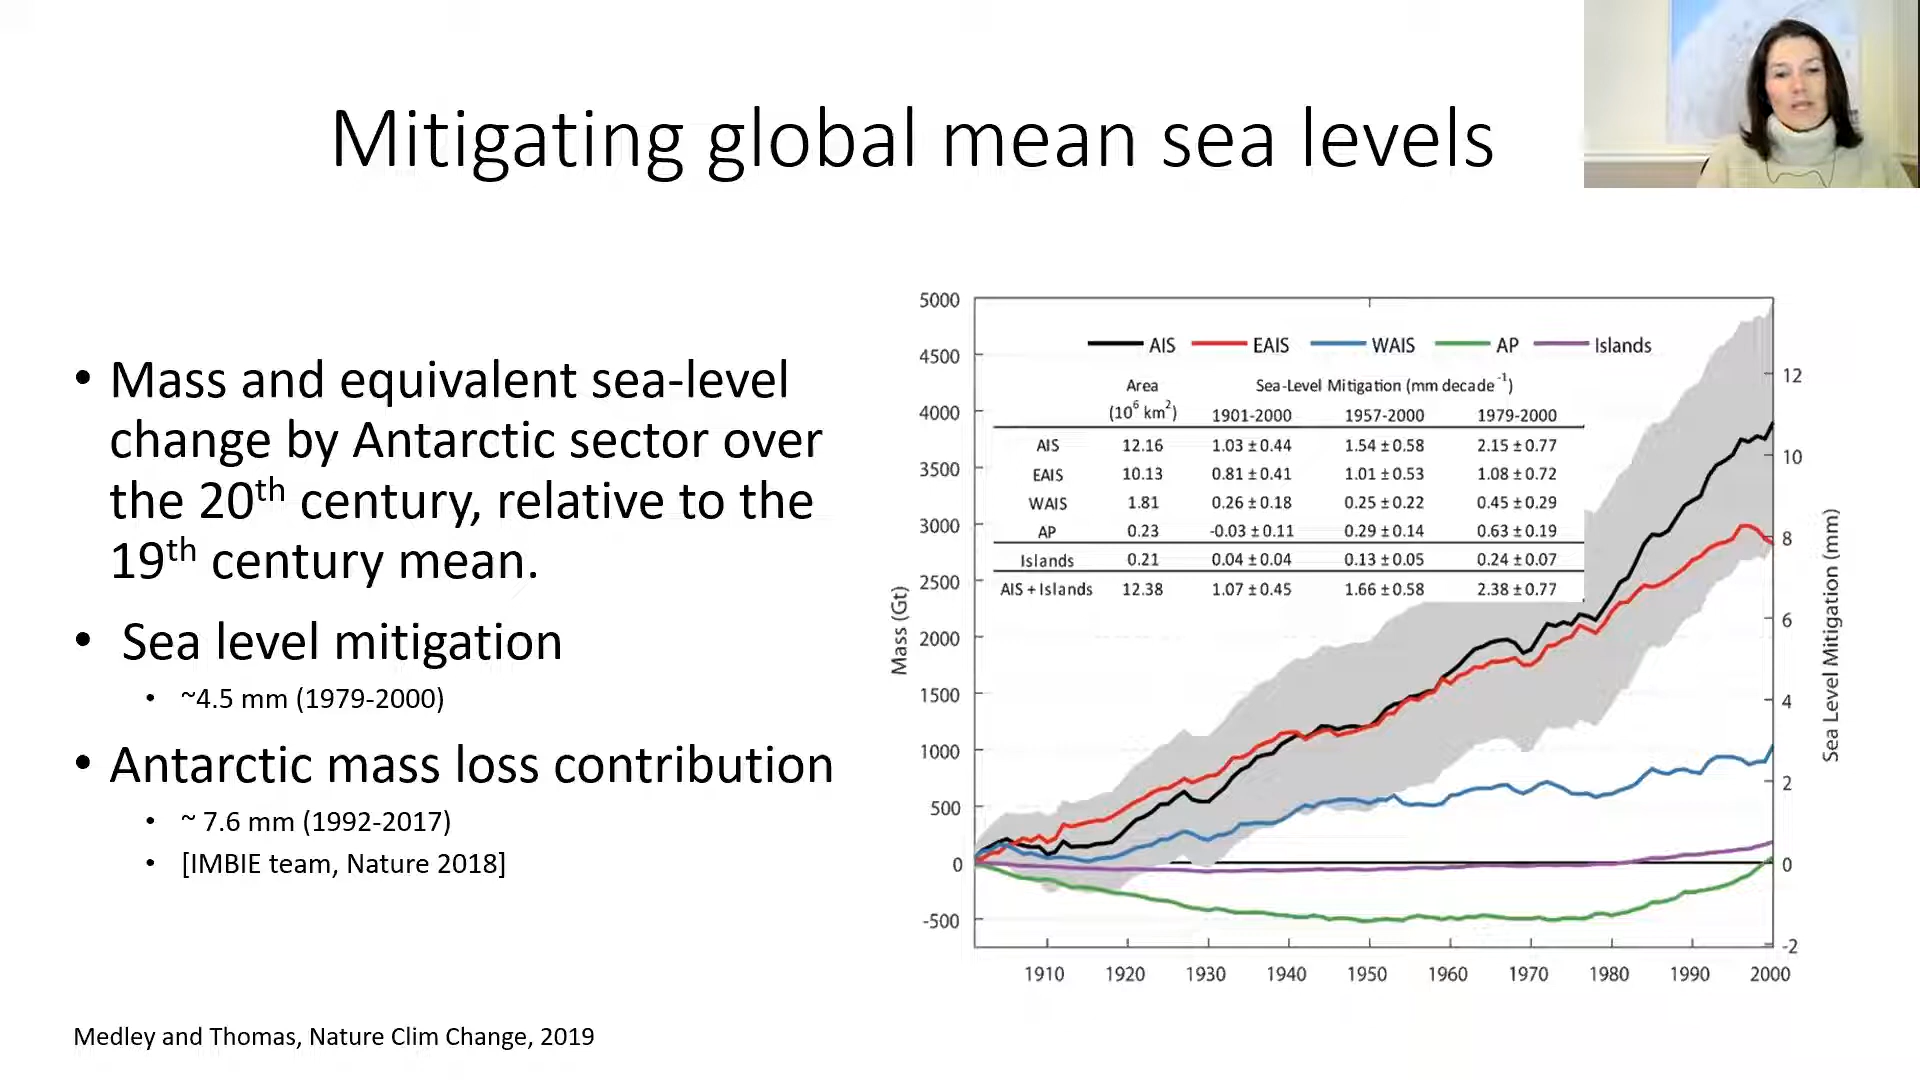 Mitigating global mean sea levels
• Mass and equivalent sea-level
change by Antarctic sector over
the 20th century, relative to the
19th century mean.
• Sea level mitigation
• ~4.5 mm (1979-2000)
• Antarctic mass loss contribution
• ~ 7.6 mm (1992-2017)
• [IMBIE team, Nature 2018]
Medley and Thomas, Nature Clim Change, 2019
AIS EAIS WAIS AP Islands
Area Sea-Level Mitigation (mm decade-1)
(10^6 km^2) 1901-2000 1957-2000 1979-2000
AIS 12.16 1.03 ± 0.44 1.54 ± 0.58 2.15 ± 0.77
EAIS 10.13 0.81 ± 0.41 1.01 ± 0.53 1.08 ± 0.72
WAIS 1.81 0.26 ± 0.18 0.25 ± 0.22 0.45 ± 0.29
AP 0.23 -0.03 ± 0.11 0.29 ± 0.14 0.63 ± 0.19
Islands 0.21 0.04 ± 0.04 0.13 ± 0.05 0.24 ± 0.07
AIS + Islands 12.38 1.07 ± 0.45 1.66 ± 0.58 2.38 ± 0.77
Mass (Gt)
5000
4500
4000
3500
3000
2500
2000
1500
1000
500
0
-500
1910 1920 1930 1940 1950 1960 1970 1980 1990 2000
12
10
8
6
4
2
0
-2
Sea Level Mitigation (mm)